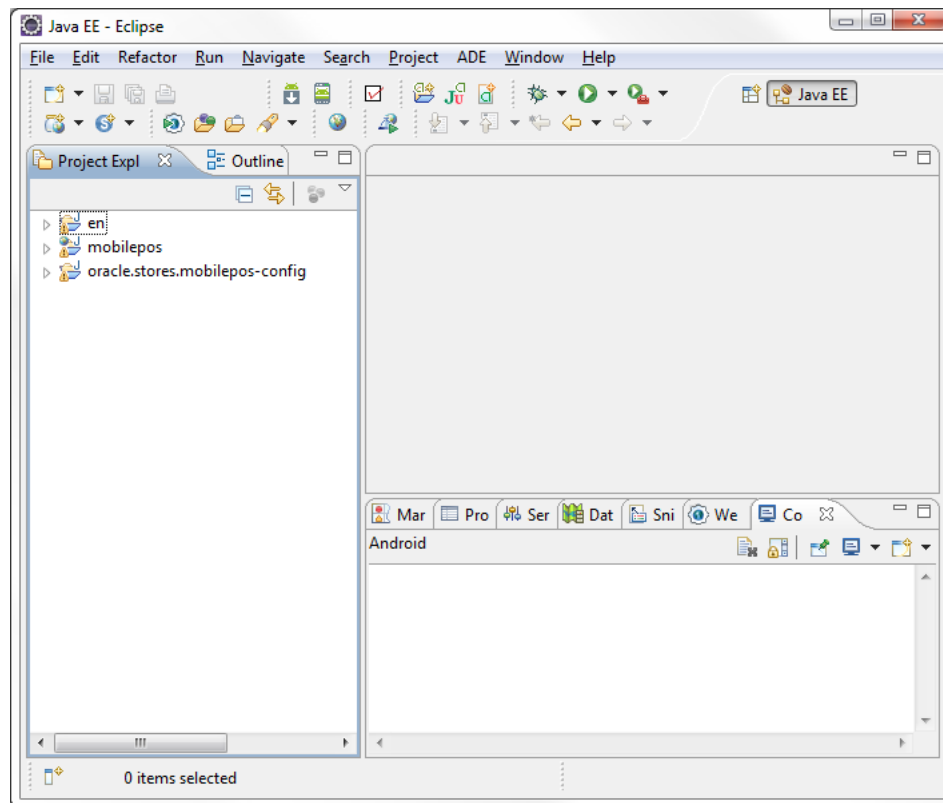 Java EE - Eclipse
File Edit Refactor Run Navigate Search Project ADE Window Help
Java EE
Project Expl Outline
en
mobilepos
oracle.stores.mobilepos-config
Mar Pro Ser Dat Sni We Co
Android
0 items selected